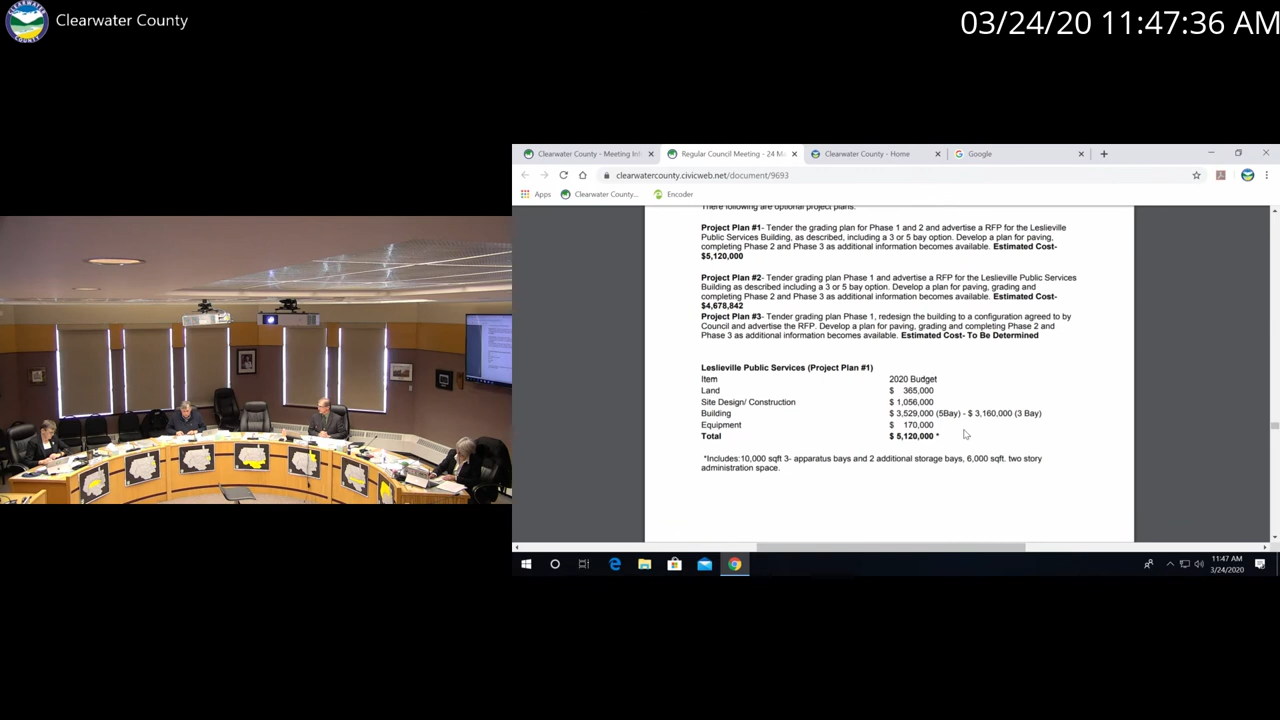 Clearwater County
03/24/20 11:47:36 AM
Clearwater County - Meeting Inf
Regular Council Meeting - 24 Ma
Clearwater County - Home
Google
clearwatercounty.civicweb.net/document/9693
Apps
Clearwater County...
Encoder
There following are optional project plans.
Project Plan #1- Tender the grading plan for Phase 1 and 2 and advertise a RFP for the Leslieville
Public Services Building, as described, including a 3 or 5 bay option. Develop a plan for paving,
completing Phase 2 and Phase 3 as additional information becomes available. Estimated Cost-
$5,120,000
Project Plan #2- Tender grading plan Phase 1 and advertise a RFP for the Leslieville Public Services
Building as described including a 3 or 5 bay option. Develop a plan for paving, grading and
completing Phase 2 and Phase 3 as additional information becomes available. Estimated Cost-
$4,678,842
Project Plan #3- Tender grading plan Phase 1, redesign the building to a configuration agreed to by
Council and advertise the RFP. Develop a plan for paving, grading and completing Phase 2 and
Phase 3 as additional information becomes available. Estimated Cost- To Be Determined
Leslieville Public Services (Project Plan #1)
Item 2020 Budget
Land $ 365,000
Site Design/ Construction $ 1,056,000
Building $ 3,529,000 (5Bay) - $ 3,160,000 (3 Bay)
Equipment $ 170,000
Total $ 5,120,000 *
*Includes:10,000 sqft 3- apparatus bays and 2 additional storage bays, 6,000 sqft. two story
administration space.
11:47 AM
3/24/2020